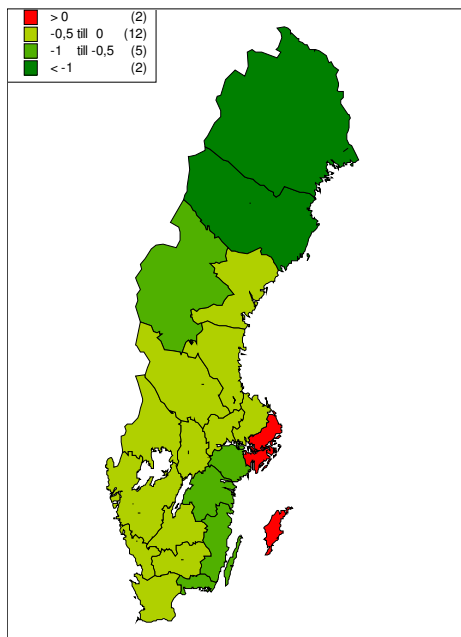 > 0 (2)
-0,5 till 0 (12)
-1 till -0,5 (5)
< -1 (2)